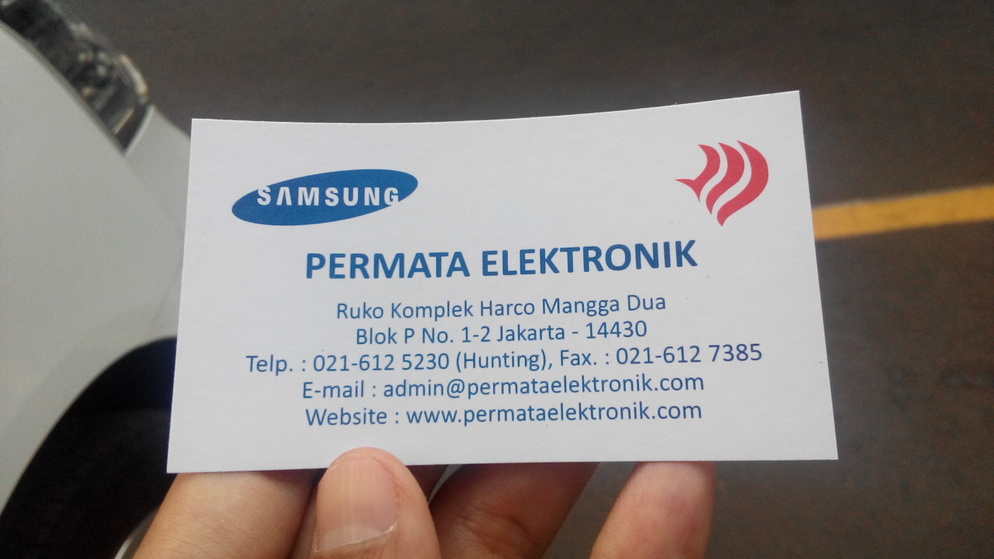 SAMSUNG
PERMATA ELEKTRONIK
Ruko Komplek Harco Mangga Dua
Blok P No. 1-2 Jakarta - 14430
Telp. : 021-612 5230 (Hunting), Fax. : 021-612 7385
E-mail : admin@permataelektronik.com
Website : www.permataelektronik.com